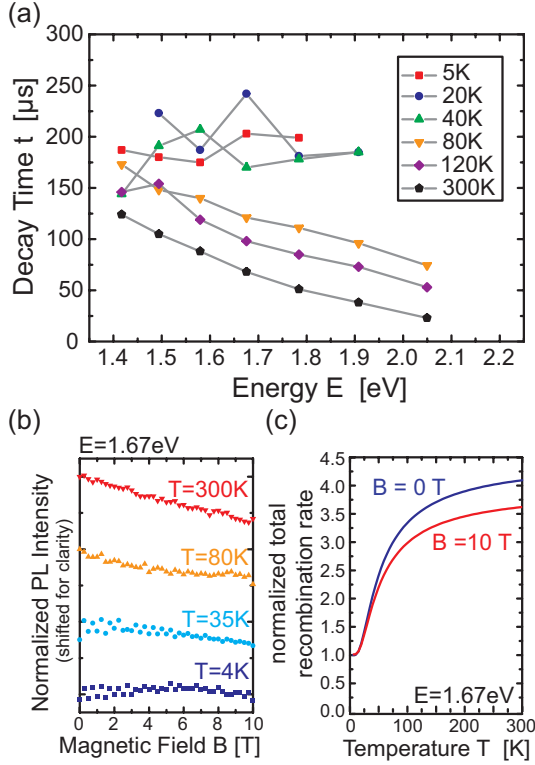 (a)
300
250
200
150
100
50
0
Decay Time t [µs]
5K
20K
40K
80K
120K
300K
1.4 1.5 1.6 1.7 1.8 1.9 2.0 2.1 2.2
Energy E [eV]
(b)
E=1.67eV
T=300K
T=80K
T=35K
T=4K
Normalized PL Intensity
(shifted for clarity)
0 2 4 6 8 10
Magnetic Field B [T]
(c)
4.5
4.0
3.5
3.0
2.5
2.0
1.5
1.0
0.5
0.0
normalized total
recombination rate
B = 0 T
B =10 T
E=1.67eV
0 50 100 150 200 250 300
Temperature T [K]